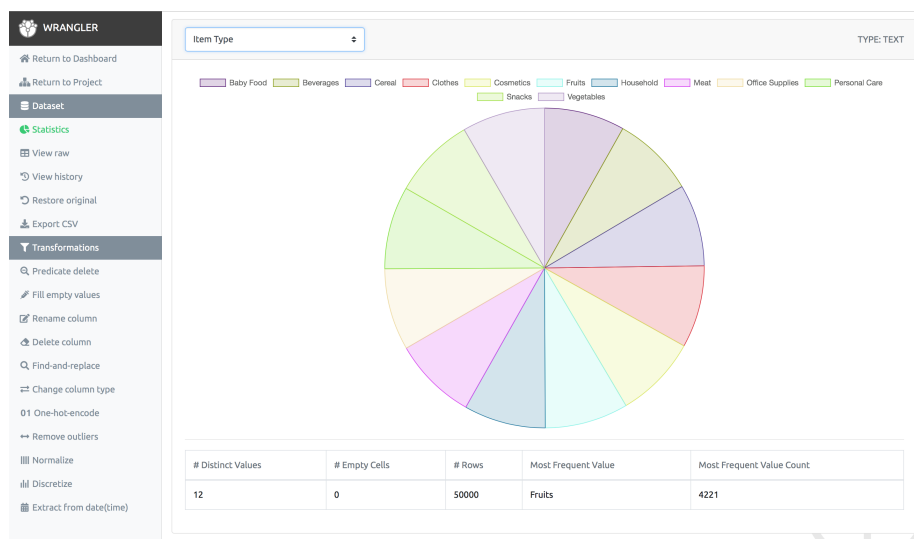 WRANGLER
Return to Dashboard
Return to Project
Dataset
Statistics
View raw
View history
Restore original
Export CSV
Transformations
Predicate delete
Fill empty values
Rename column
Delete column
Find-and-replace
Change column type
01 One-hot-encode
Remove outliers
Normalize
Discretize
Extract from date(time)
Item Type
TYPE: TEXT
Baby Food Beverages Cereal Clothes Cosmetics Fruits Household Meat Office Supplies Personal Care
Snacks Vegetables
# Distinct Values # Empty Cells # Rows Most Frequent Value Most Frequent Value Count
12 0 50000 Fruits 4221